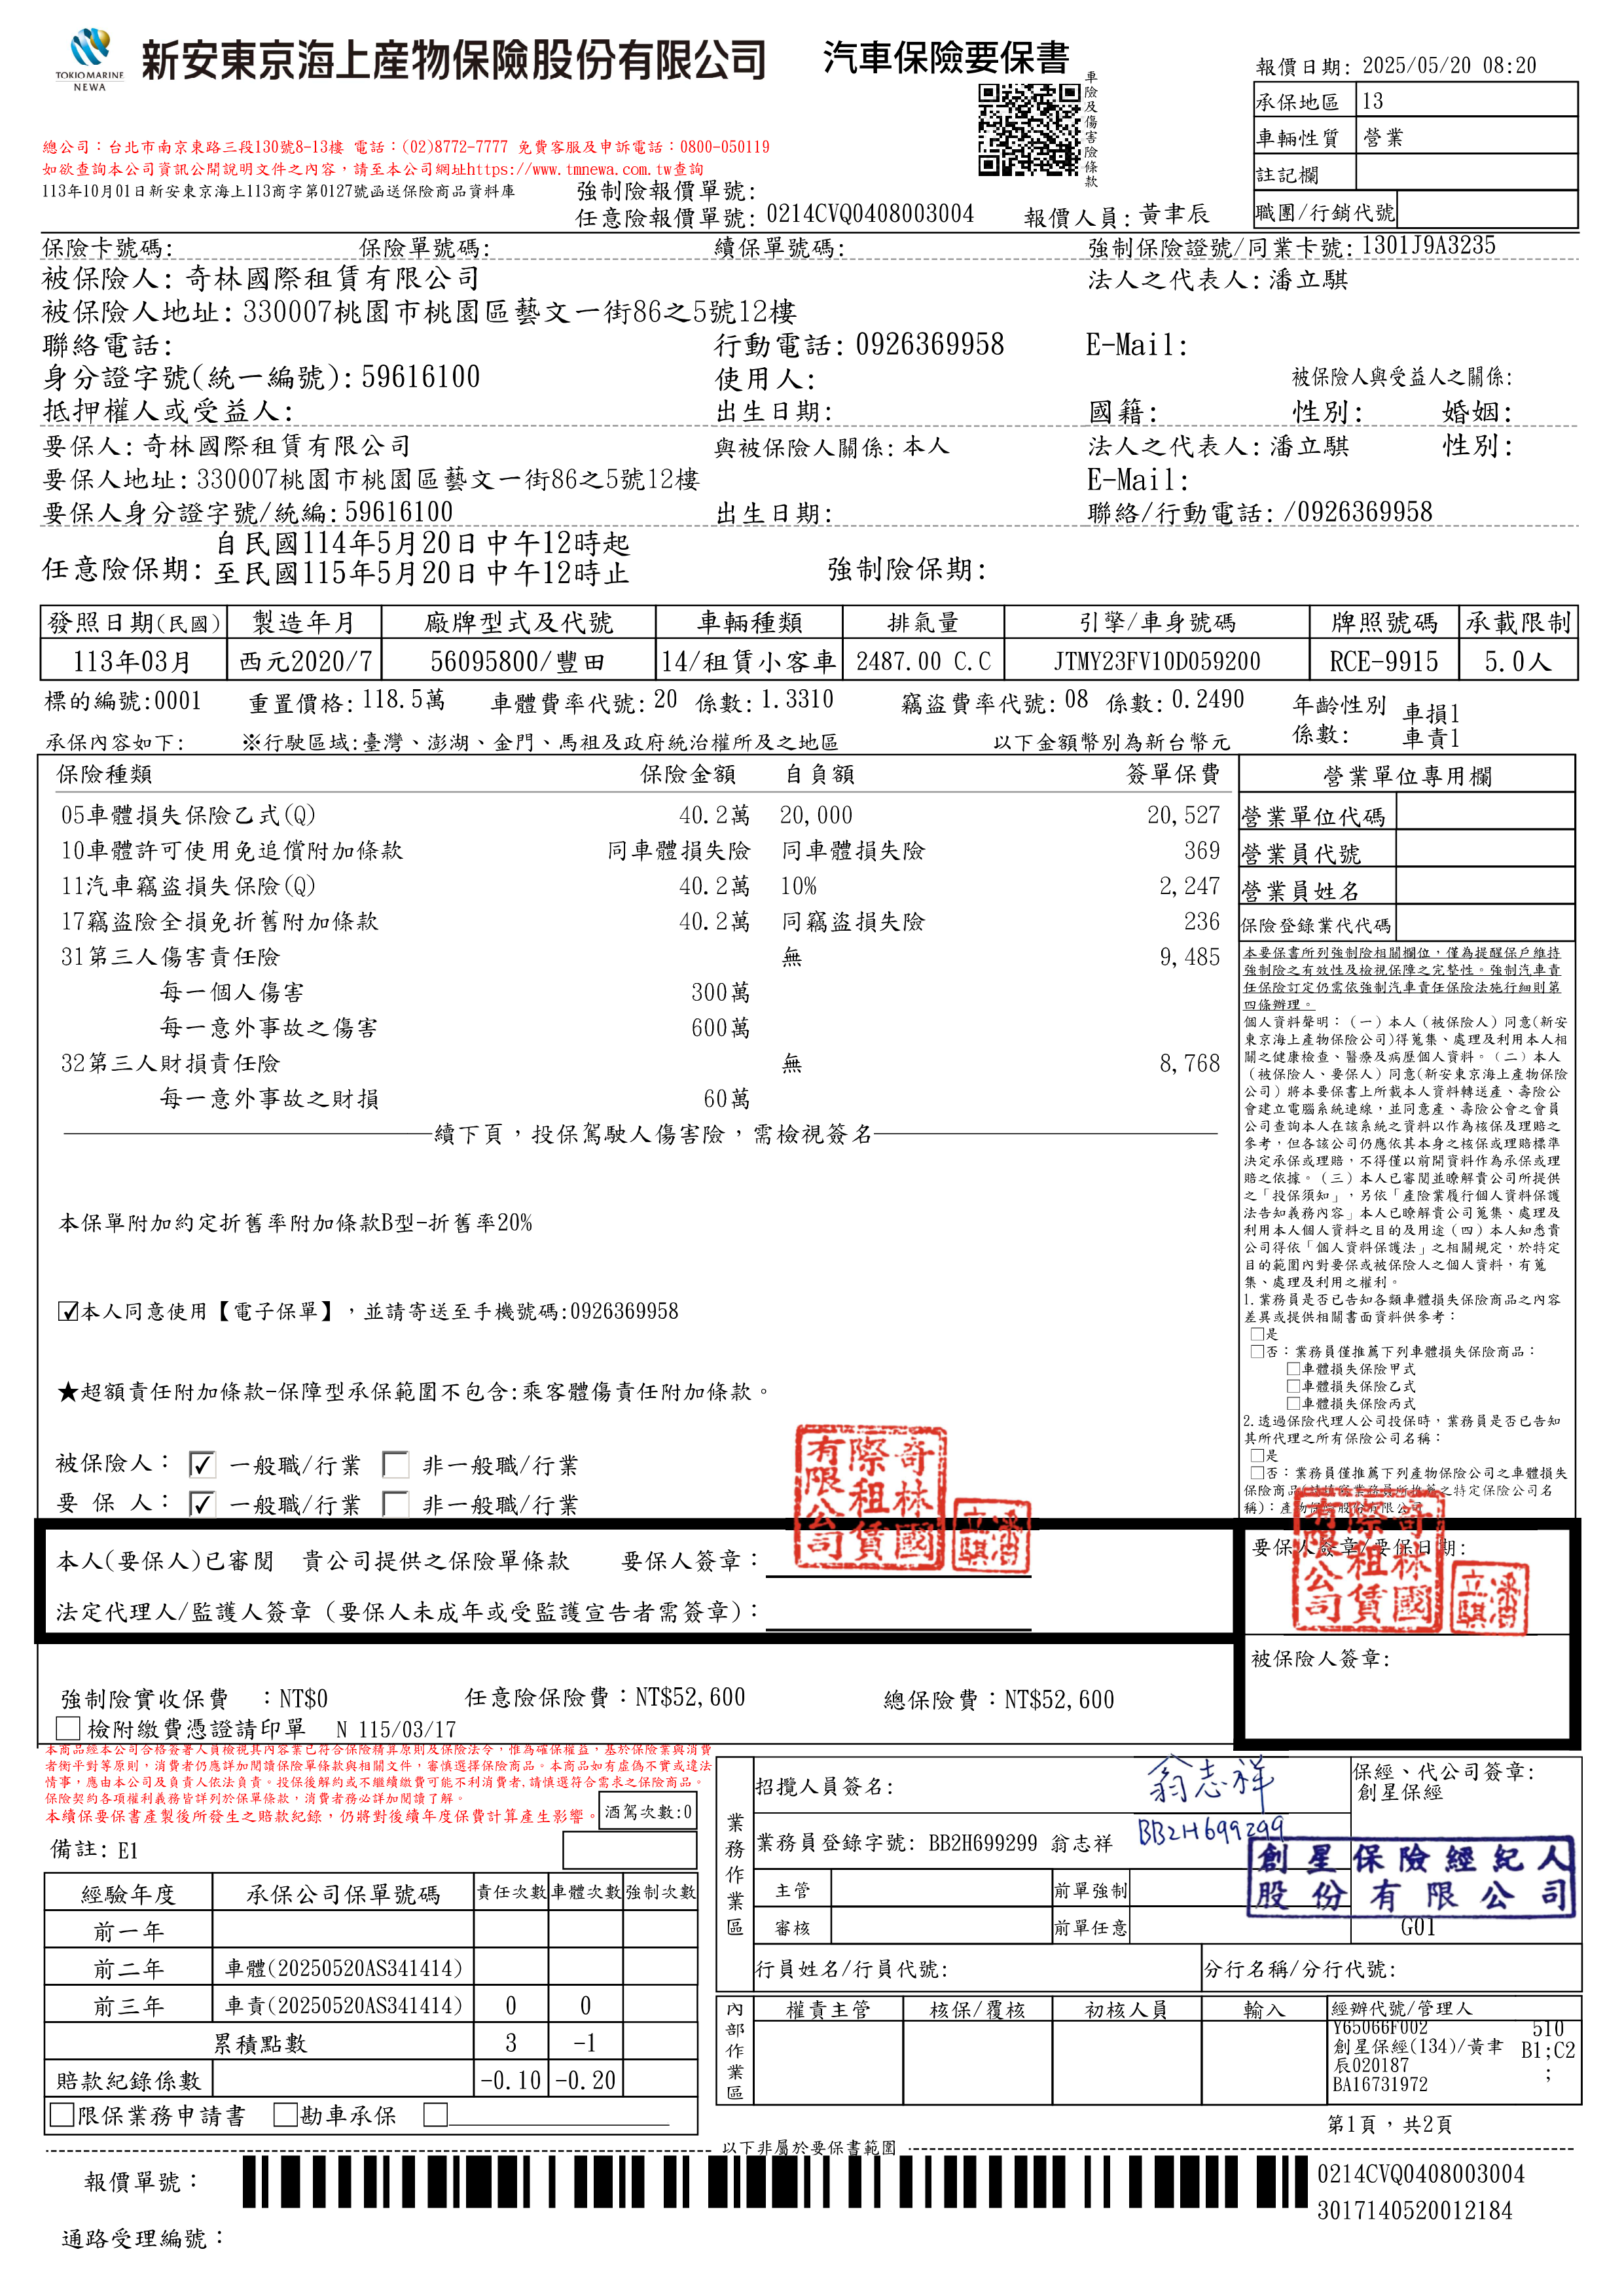 TOKIO MARINE
NEWA
新安東京海上產物保險股份有限公司 汽車保險要保書
車險及傷害險條款
報價日期: 2025/05/20 08:20
承保地區 13
車輛性質 營業
註記欄
職團/行銷代號
總公司：台北市南京東路三段130號8-13樓 電話：(02)8772-7777 免費客服及申訴電話：0800-050119
如欲查詢本公司資訊公開說明文件之內容，請至本公司網址https://www.tmnewa.com.tw查詢
113年10月01日新安東京海上113商字第0127號函送保險商品資料庫
強制險報價單號:
任意險報價單號: 0214CVQ0408003004 報價人員: 黃聿辰
保險卡號碼: 保險單號碼: 續保單號碼: 強制保險證號/同業卡號: 1301J9A3235
被保險人: 奇林國際租賃有限公司 法人之代表人: 潘立騏
被保險人地址: 330007桃園市桃園區藝文一街86之5號12樓
聯絡電話: 行動電話: 0926369958 E-Mail:
身分證字號(統一編號): 59616100 使用人: 被保險人與受益人之關係:
抵押權人或受益人: 出生日期: 國籍: 性別: 婚姻:
要保人: 奇林國際租賃有限公司 與被保險人關係: 本人 法人之代表人: 潘立騏 性別:
要保人地址: 330007桃園市桃園區藝文一街86之5號12樓 E-Mail:
要保人身分證字號/統編: 59616100 出生日期: 聯絡/行動電話: /0926369958
任意險保期: 自民國114年5月20日中午12時起
至民國115年5月20日中午12時止 強制險保期:
發照日期(民國) 製造年月 廠牌型式及代號 車輛種類 排氣量 引擎/車身號碼 牌照號碼 承載限制
113年03月 西元2020/7 56095800/豐田 14/租賃小客車 2487.00 C.C JTMY23FV10D059200 RCE-9915 5.0人
標的編號:0001 重置價格: 118.5萬 車體費率代號: 20 係數: 1.3310 竊盜費率代號: 08 係數: 0.2490 年齡性別係數: 車損1 車責1
承保內容如下: ※行駛區域:臺灣、澎湖、金門、馬祖及政府統治權所及之地區 以下金額幣別為新台幣元
保險種類 保險金額 自負額 簽單保費
05車體損失保險乙式(Q) 40.2萬 20,000 20,527
10車體許可使用免追償附加條款 同車體損失險 同車體損失險 369
11汽車竊盜損失保險(Q) 40.2萬 10% 2,247
17竊盜險全損免折舊附加條款 40.2萬 同竊盜損失險 236
31第三人傷害責任險 無 9,485
每一個人傷害 300萬
每一意外事故之傷害 600萬
32第三人財損責任險 無 8,768
每一意外事故之財損 60萬
續下頁，投保駕駛人傷害險，需檢視簽名
本保單附加約定折舊率附加條款B型-折舊率20%
☑本人同意使用【電子保單】，並請寄送至手機號碼:0926369958
★超額責任附加條款-保障型承保範圍不包含:乘客體傷責任附加條款。
被保險人： ☑ 一般職/行業 □ 非一般職/行業
要 保 人： ☑ 一般職/行業 □ 非一般職/行業
營業單位專用欄
營業單位代碼
營業員代號
營業員姓名
保險登錄業代代碼
本要保書所列強制險相關欄位，僅為提醒保戶維持
強制險之有效性及檢視保障之完整性。強制汽車責
任保險訂定仍需依強制汽車責任保險法施行細則第
四條辦理。
個人資料聲明：（一）本人（被保險人）同意(新安
東京海上產物保險公司)得蒐集、處理及利用本人相
關之健康檢查、醫療及病歷個人資料。（二）本人
（被保險人、要保人）同意(新安東京海上產物保險
公司）將本要保書上所載本人資料轉送產、壽險公
會建立電腦系統連線，並同意產、壽險公會之會員
公司查詢本人在該系統之資料以作為核保及理賠之
參考，但各該公司仍應依其本身之核保或理賠標準
決定承保或理賠，不得僅以前開資料作為承保或理
賠之依據。（三）本人已審閱並瞭解貴公司所提供
之「投保須知」，另依「產險業履行個人資料保護
法告知義務內容」本人已瞭解貴公司蒐集、處理及
利用本人個人資料之目的及用途（四）本人知悉貴
公司得依「個人資料保護法」之相關規定，於特定
目的範圍內對要保或被保險人之個人資料，有蒐
集、處理及利用之權利。
1.業務員是否已告知各類車體損失保險商品之內容
差異或提供相關書面資料供參考：
□是
□否：業務員僅推薦下列車體損失保險商品：
□車體損失保險甲式
□車體損失保險乙式
□車體損失保險丙式
2.透過保險代理人公司投保時，業務員是否已告知
其所代理之所有保險公司名稱：
□是
□否：業務員僅推薦下列產物保險公司之車體損失
保險商品(請填寫業務員所推薦之特定保險公司名
稱)：產物保險股份有限公司
奇林國際租賃有限公司
潘立騏
本人(要保人)已審閱 貴公司提供之保險單條款 要保人簽章：
法定代理人/監護人簽章（要保人未成年或受監護宣告者需簽章）：
要保人簽章/要保日期:
奇林國際租賃有限公司
潘立騏
被保險人簽章:
強制險實收保費 ：NT$0 任意險保險費：NT$52,600 總保險費：NT$52,600
□ 檢附繳費憑證請印單 N 115/03/17
本商品經本公司合格簽署人員檢視其內容業已符合保險精算原則及保險法令，惟為確保權益，基於保險業與消費
者衡平對等原則，消費者仍應詳加閱讀保險單條款與相關文件，審慎選擇保險商品。本商品如有虛偽不實或違法
情事，應由本公司及負責人依法負責。投保後解約或不繼續繳費可能不利消費者,請慎選符合需求之保險商品。
保險契約各項權利義務皆詳列於保單條款，消費者務必詳加閱讀了解。
本續保要保書產製後所發生之賠款紀錄，仍將對後續年度保費計算產生影響。
酒駕次數:0
備註: E1
經驗年度 承保公司保單號碼 責任次數 車體次數 強制次數
前一年
前二年 車體(20250520AS341414)
前三年 車責(20250520AS341414) 0 0
累積點數 3 -1
賠款紀錄係數 -0.10 -0.20
□限保業務申請書 □勘車承保 □
業務作業區
招攬人員簽名: 翁志祥
業務員登錄字號: BB2H699299 翁志祥 BB2H699299
主管 前單強制
審核 前單任意
保經、代公司簽章:
創星保經
創星保險經紀人
股份有限公司
G01
行員姓名/行員代號: 分行名稱/分行代號:
內部作業區
權責主管 核保/覆核 初核人員 輸入 經辦代號/管理人
Y65066F002 510
創星保經(134)/黃聿辰020187 B1;C2;
BA16731972
第1頁，共2頁
以下非屬於要保書範圍
報價單號： 0214CVQ0408003004
3017140520012184
通路受理編號：